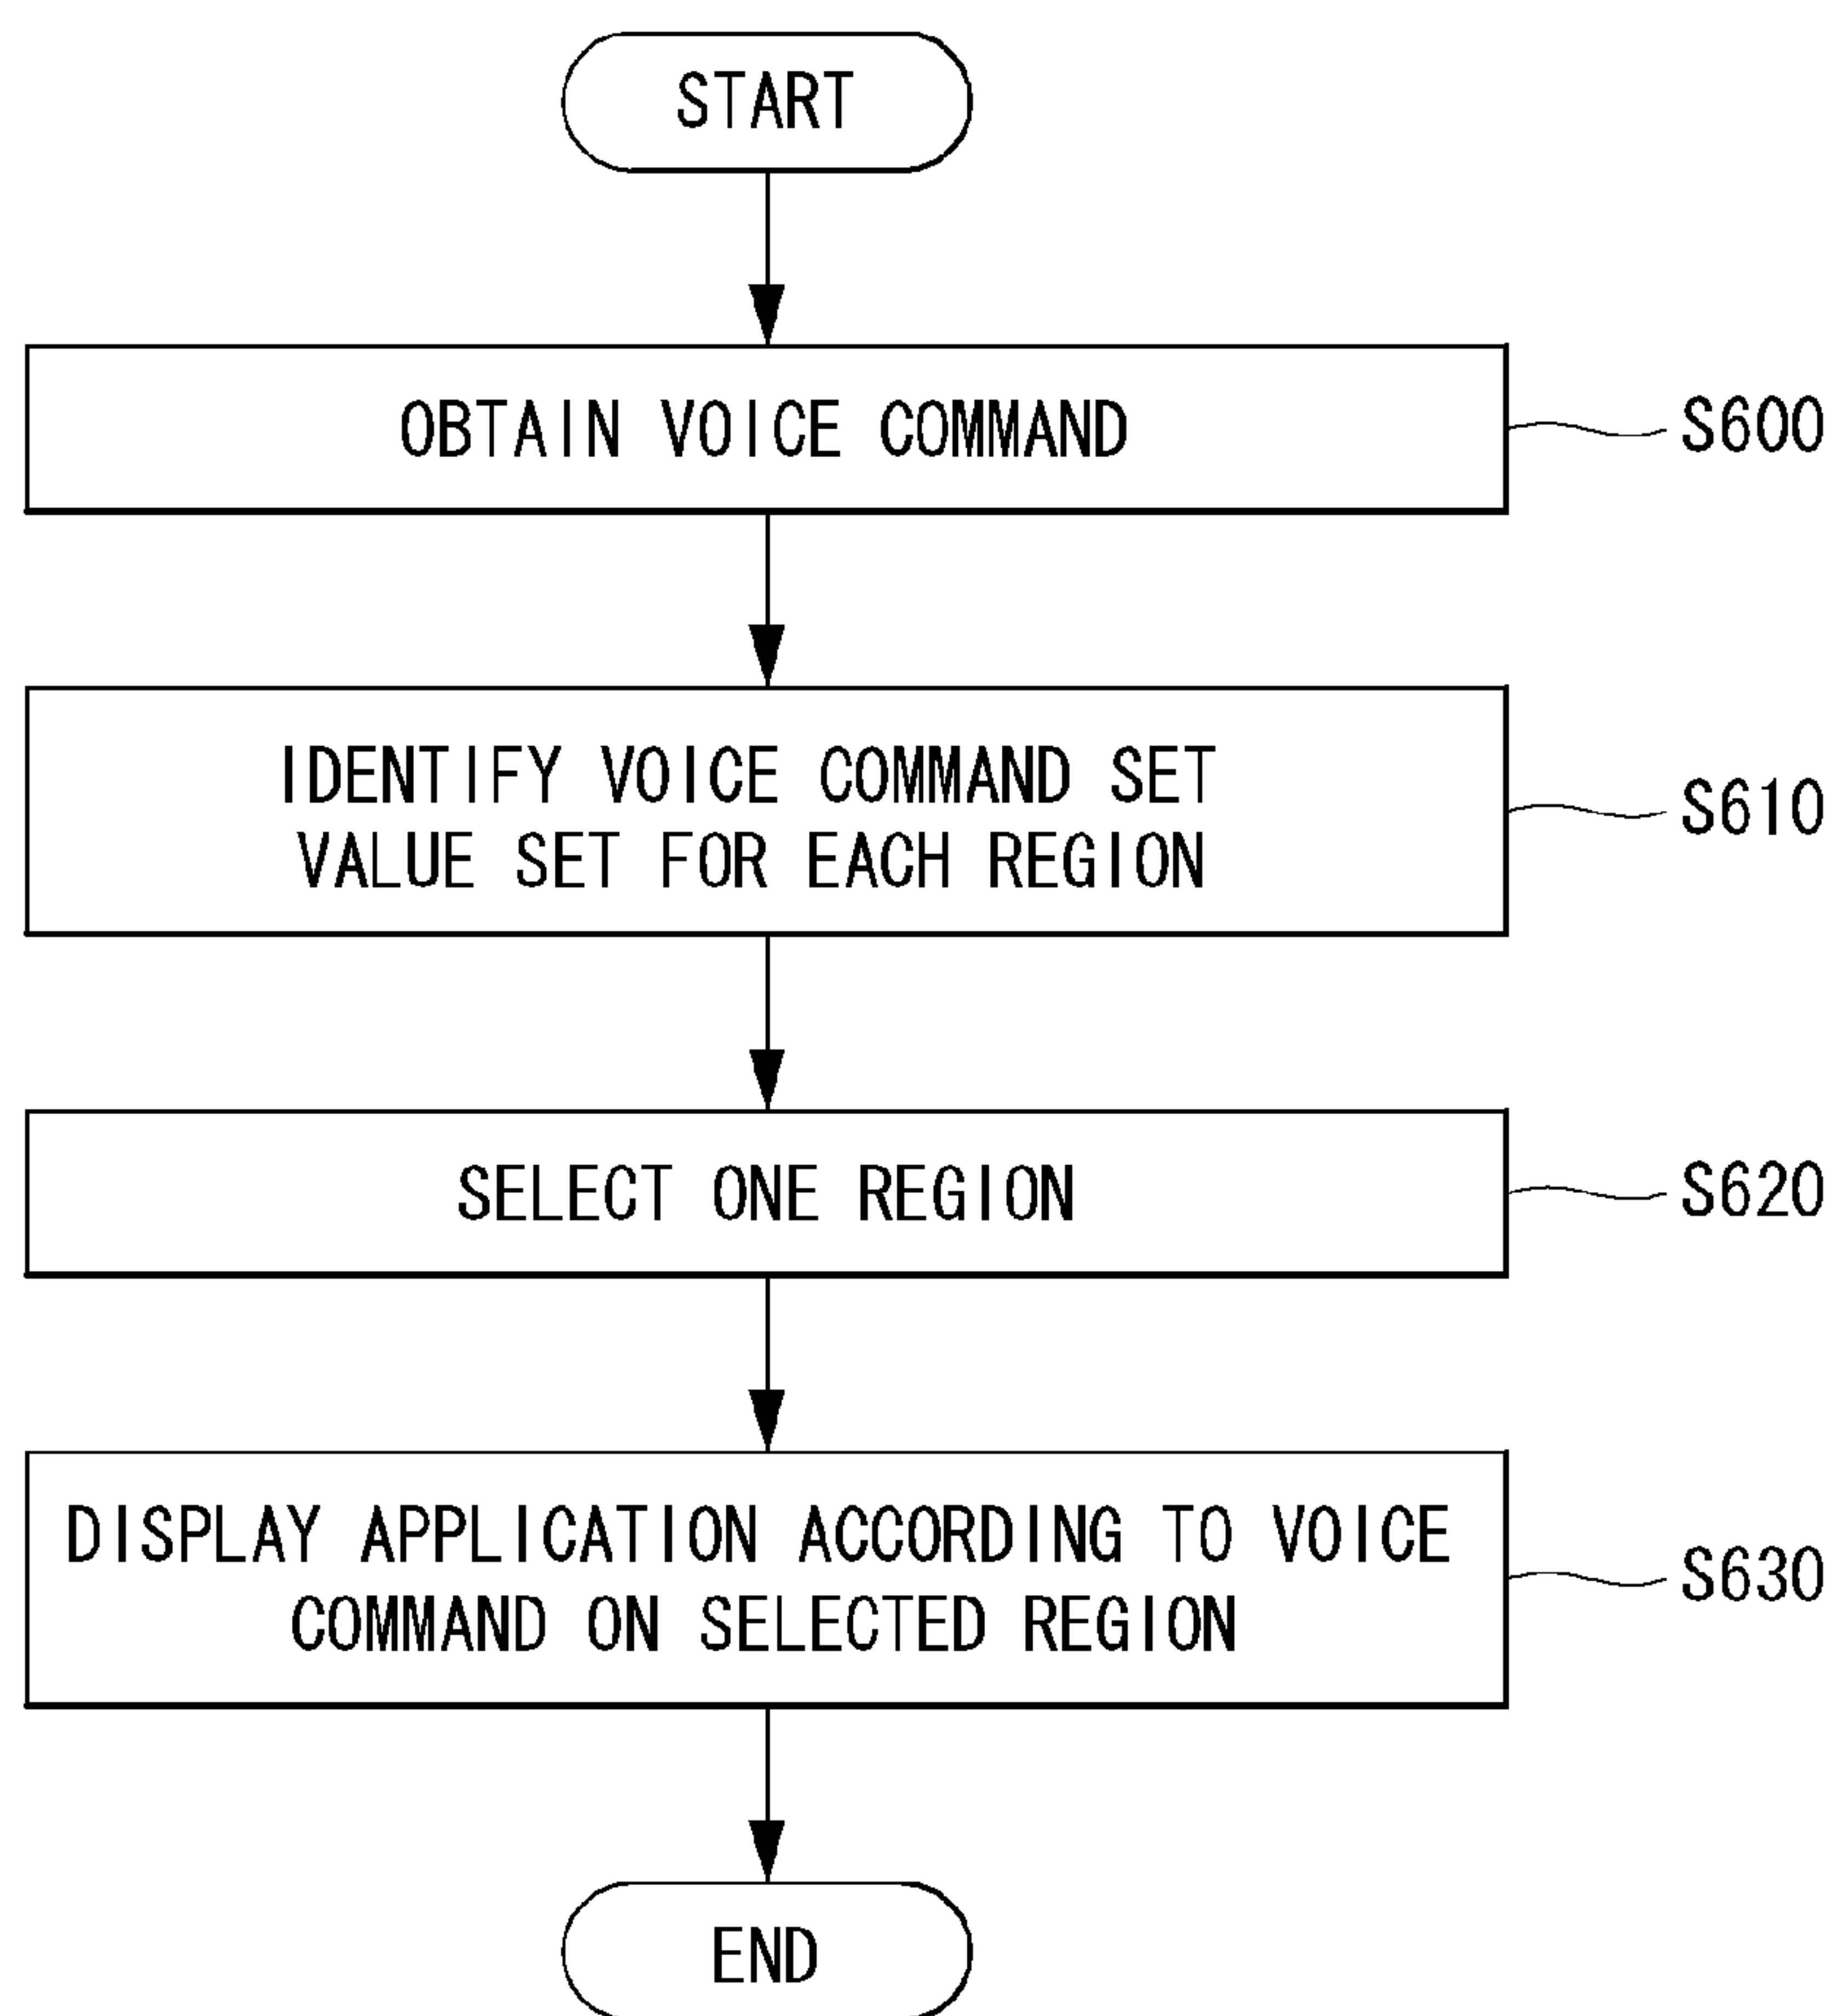 START
OBTAIN VOICE COMMAND
S600
IDENTIFY VOICE COMMAND SET
VALUE SET FOR EACH REGION
S610
SELECT ONE REGION
S620
DISPLAY APPLICATION ACCORDING TO VOICE
COMMAND ON SELECTED REGION
S630
END